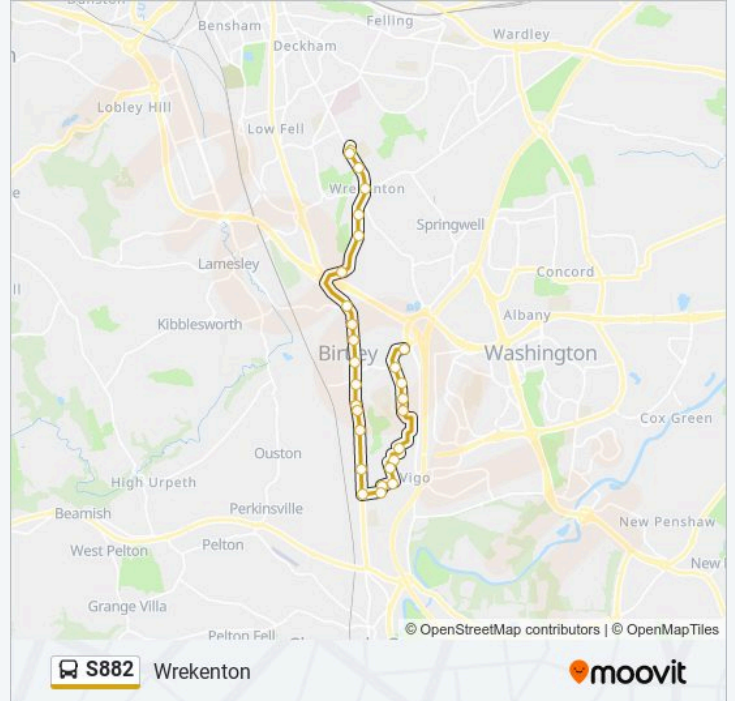 Bensham
Felling
Wardley
Deckham
Lobley Hill
Low Fell
Wrekenton
Springwell
Lamesley
Concord
Kibblesworth
Albany
Birtley
Washington
Cox Green
Ouston
High Urpeth
Vigo
Beamish
Perkinsville
New Penshaw
West Pelton
Pelton
New
Grange Villa
Pelton Fell
© OpenStreetMap contributors | © OpenMapTiles
S882 Wrekenton
moovit